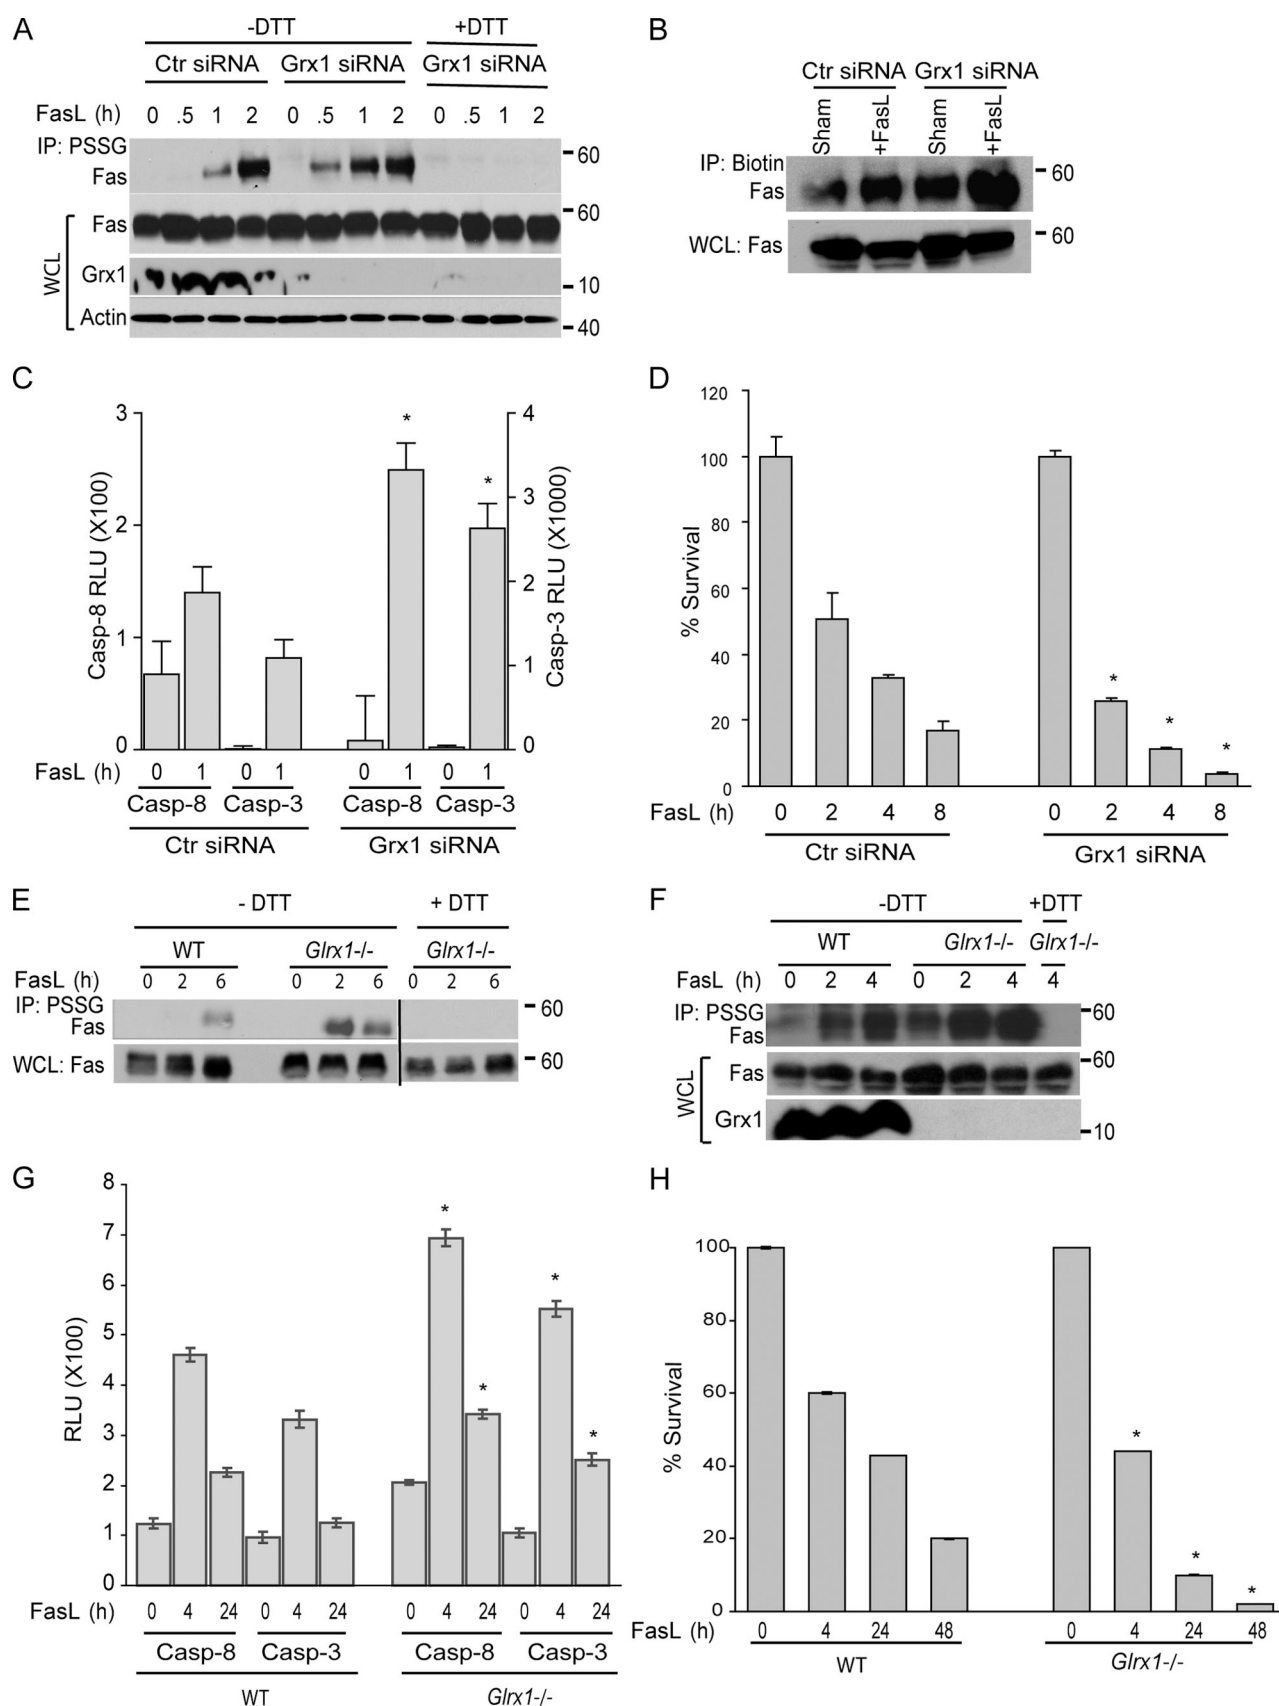 A
-DTT +DTT
Ctr siRNA Grx1 siRNA Grx1 siRNA
FasL (h) 0 .5 1 2 0 .5 1 2 0 .5 1 2
IP: PSSG 60
Fas
WCL
Fas 60
Grx1 10
Actin 40
B
Ctr siRNA Grx1 siRNA
Sham +FasL Sham +FasL
IP: Biotin 60
Fas
WCL: Fas 60
C
Casp-8 RLU (X100)
3
2
1
0
Casp-3 RLU (X1000)
4
3
2
1
0
* *
FasL (h) 0 1 0 1 0 1 0 1
Casp-8 Casp-3 Casp-8 Casp-3
Ctr siRNA Grx1 siRNA
D
% Survival
120
100
80
60
40
20
0
* * *
FasL (h) 0 2 4 8 0 2 4 8
Ctr siRNA Grx1 siRNA
E
- DTT + DTT
WT Glrx1-/- Glrx1-/-
FasL (h) 0 2 6 0 2 6 0 2 6
IP: PSSG 60
Fas
WCL: Fas 60
F
-DTT +DTT
WT Glrx1-/- Glrx1-/-
FasL (h) 0 2 4 0 2 4 4
IP: PSSG 60
Fas
WCL
Fas 60
Grx1 10
G
RLU (X100)
8
7
6
5
4
3
2
1
0
* * * *
FasL (h) 0 4 24 0 4 24 0 4 24 0 4 24
Casp-8 Casp-3 Casp-8 Casp-3
WT Glrx1-/-
H
% Survival
100
80
60
40
20
0
* * *
FasL (h) 0 4 24 48 0 4 24 48
WT Glrx1-/-